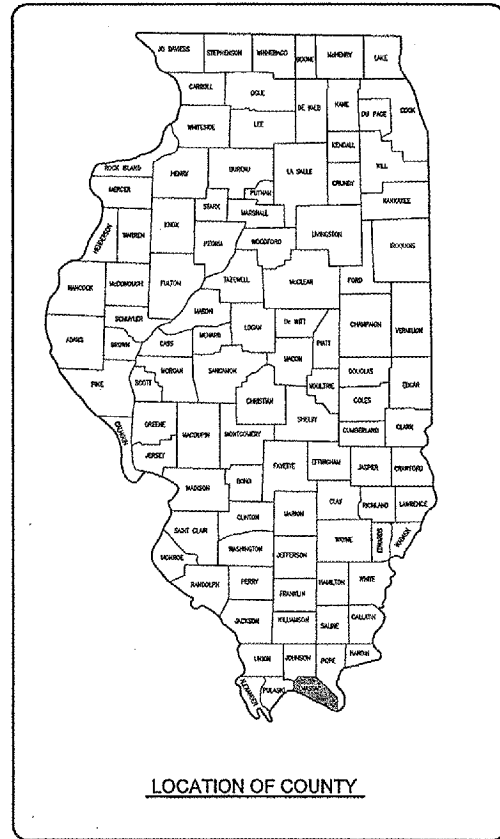 JO DAVIESS STEPHENSON WINNEBAGO BOONE McHENRY LAKE
CARROLL OGLE DE KALB KANE COOK
DU PAGE
WHITESIDE LEE
KENDALL
ROCK ISLAND HENRY BUREAU LA SALLE GRUNDY WILL
MERCER PUTNAM KANKAKEE
STARK MARSHALL
HENDERSON WARREN KNOX PEORIA WOODFORD LIVINGSTON IROQUOIS
HANCOCK McDONOUGH FULTON TAZEWELL McCLEAN FORD
MASON
SCHUYLER LOGAN DE WITT CHAMPAIGN VERMILION
ADAMS BROWN CASS MENARD PIATT
MACON
PIKE SCOTT MORGAN SANGAMON DOUGLAS EDGAR
CHRISTIAN MOULTRIE COLES
SHELBY
CALHOUN GREENE MACOUPIN MONTGOMERY CUMBERLAND CLARK
JERSEY FAYETTE EFFINGHAM JASPER CRAWFORD
MADISON BOND
CLAY RICHLAND LAWRENCE
CLINTON MARION
SAINT CLAIR WAYNE EDWARDS WABASH
WASHINGTON JEFFERSON
MONROE
RANDOLPH PERRY HAMILTON WHITE
FRANKLIN
JACKSON WILLIAMSON SALINE GALLATIN
UNION JOHNSON POPE HARDIN
ALEXANDER PULASKI
LOCATION OF COUNTY